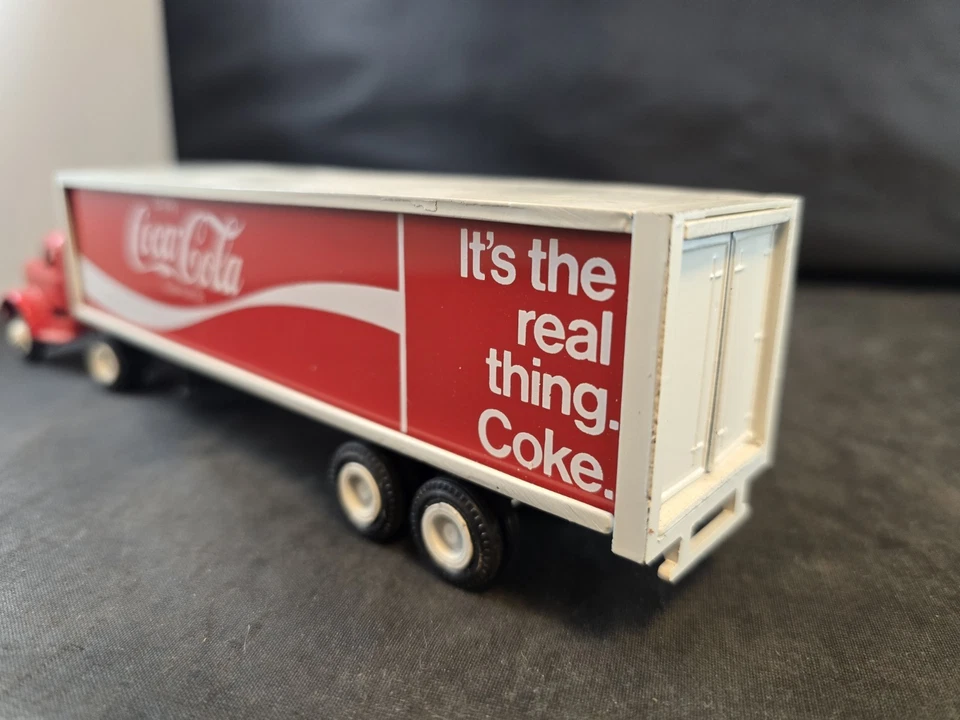 Coca-Cola
It's the
real
thing.
Coke.